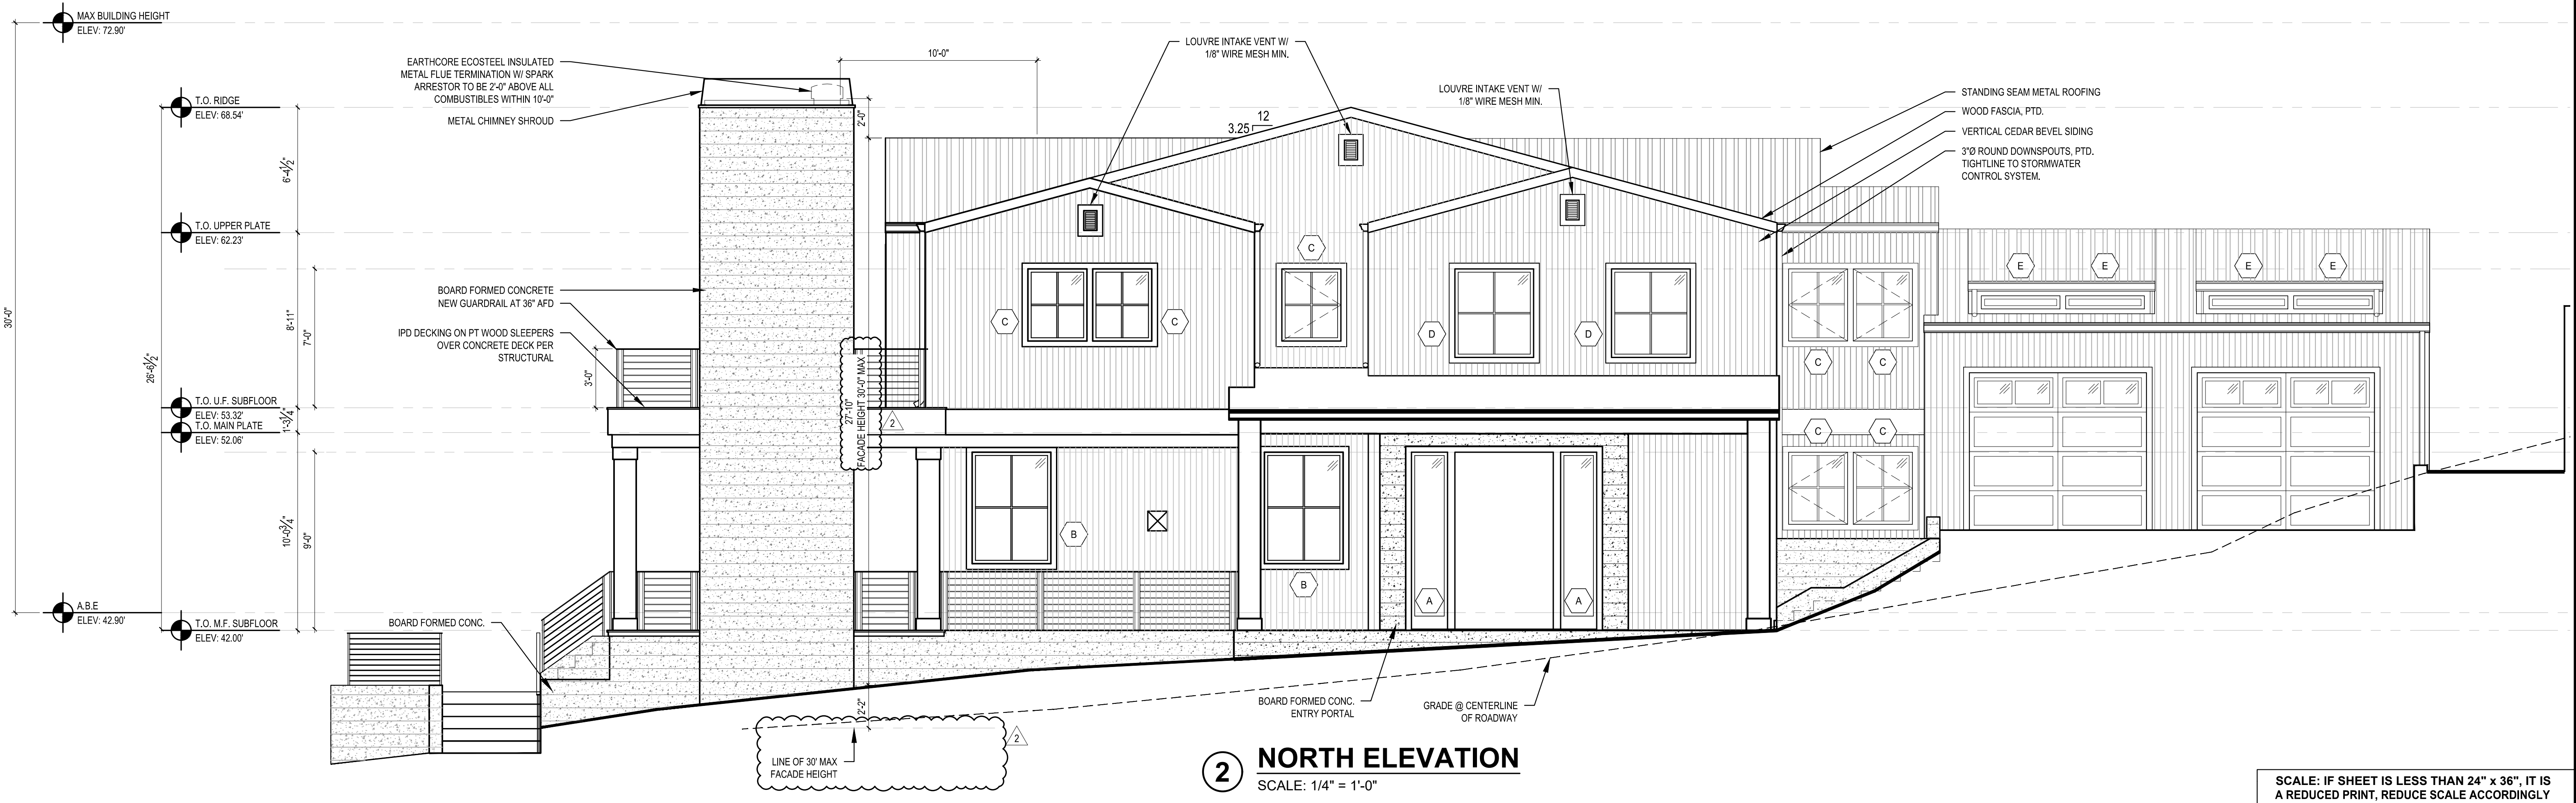 MAX BUILDING HEIGHT
ELEV: 72.90'
30'-0"
A.B.E
ELEV: 42.90'
T.O. RIDGE
ELEV: 68.54'
T.O. UPPER PLATE
ELEV: 62.23'
T.O. U.F. SUBFLOOR
ELEV: 53.32'
T.O. MAIN PLATE
ELEV: 52.06'
T.O. M.F. SUBFLOOR
ELEV: 42.00'
26'-6½"
6'-4½"
8'-11"
7'-0"
1'-3¼"
10'-0¾"
9'-0"
EARTHCORE ECOSTEEL INSULATED
METAL FLUE TERMINATION W/ SPARK
ARRESTOR TO BE 2'-0" ABOVE ALL
COMBUSTIBLES WITHIN 10'-0"
METAL CHIMNEY SHROUD
BOARD FORMED CONCRETE
NEW GUARDRAIL AT 36" AFD
IPD DECKING ON PT WOOD SLEEPERS
OVER CONCRETE DECK PER
STRUCTURAL
3'-0"
BOARD FORMED CONC.
10'-0"
2'-0"
27'-10"
FACADE HEIGHT 30'-0" MAX
2
2'-2"
LINE OF 30' MAX
FACADE HEIGHT
2
LOUVRE INTAKE VENT W/
1/8" WIRE MESH MIN.
12
3.25
LOUVRE INTAKE VENT W/
1/8" WIRE MESH MIN.
STANDING SEAM METAL ROOFING
WOOD FASCIA, PTD.
VERTICAL CEDAR BEVEL SIDING
3"Ø ROUND DOWNSPOUTS, PTD.
TIGHTLINE TO STORMWATER
CONTROL SYSTEM.
C
C
C
D
D
C
C
C
C
E
E
E
E
B
B
A
A
BOARD FORMED CONC.
ENTRY PORTAL
GRADE @ CENTERLINE
OF ROADWAY
2
NORTH ELEVATION
SCALE: 1/4" = 1'-0"
SCALE: IF SHEET IS LESS THAN 24" x 36", IT IS
A REDUCED PRINT, REDUCE SCALE ACCORDINGLY